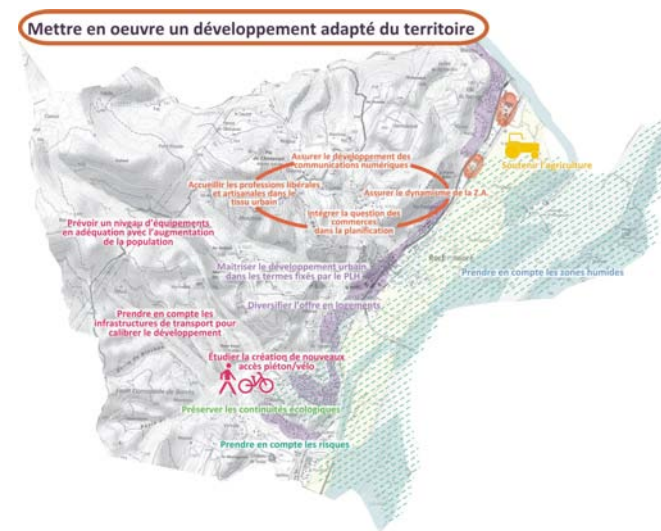 Mettre en oeuvre un développement adapté du territoire
Soutenir l'agriculture
Assurer le développement des
communications numériques
Accueillir les professions libérales
et artisanales dans le
tissu urbain
Assurer le dynamisme de la Z.A.
Intégrer la question des
commerces
dans la planification
Prévoir un niveau d'équipements
en adéquation avec l'augmentation
de la population
Maîtriser le développement urbain
dans les termes fixés par le PLH
Prendre en compte les zones humides
Diversifier l'offre en logements
Prendre en compte les
infrastructures de transport pour
calibrer le développement
Étudier la création de nouveaux
accès piéton/vélo
Préserver les continuités écologiques
Prendre en compte les risques